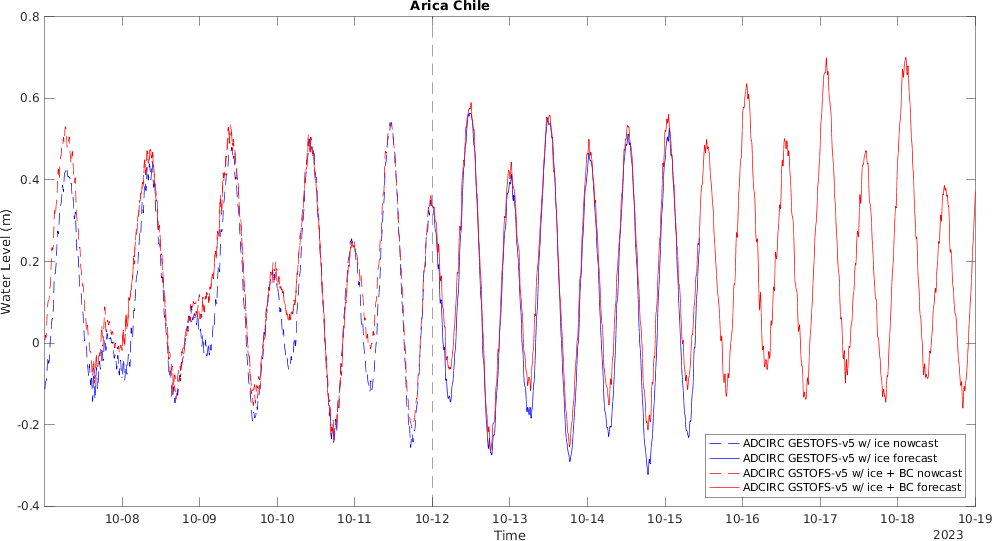 Arica Chile
0.8
0.6
0.4
0.2
0
-0.2
-0.4
Water Level (m)
10-08
10-09
10-10
10-11
10-12
10-13
10-14
10-15
10-16
10-17
10-18
10-19
Time
2023
ADCIRC GESTOFS-v5 w/ ice nowcast
ADCIRC GESTOFS-v5 w/ ice forecast
ADCIRC GSTOFS-v5 w/ ice + BC nowcast
ADCIRC GSTOFS-v5 w/ ice + BC forecast